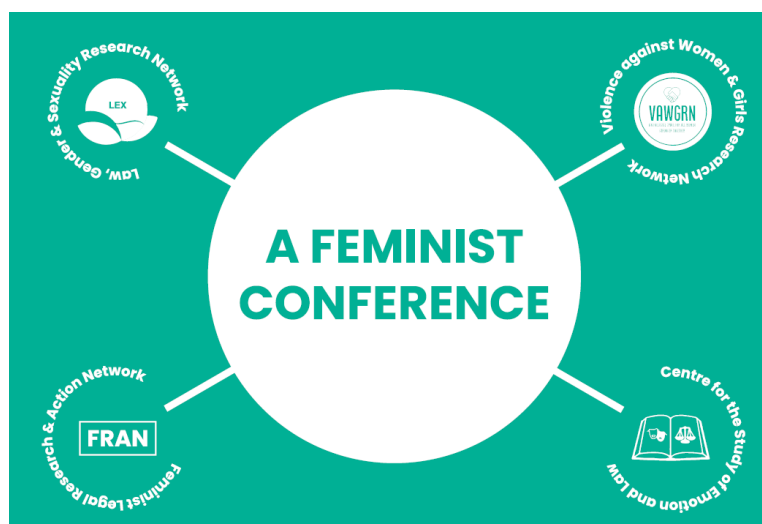 Law, Gender & Sexuality Research Network
LEX
Violence against Women & Girls Research Network
VAWGRN
A FEMINIST
CONFERENCE
Feminist Legal Research & Action Network
FRAN
Centre for the Study of Emotion and Law